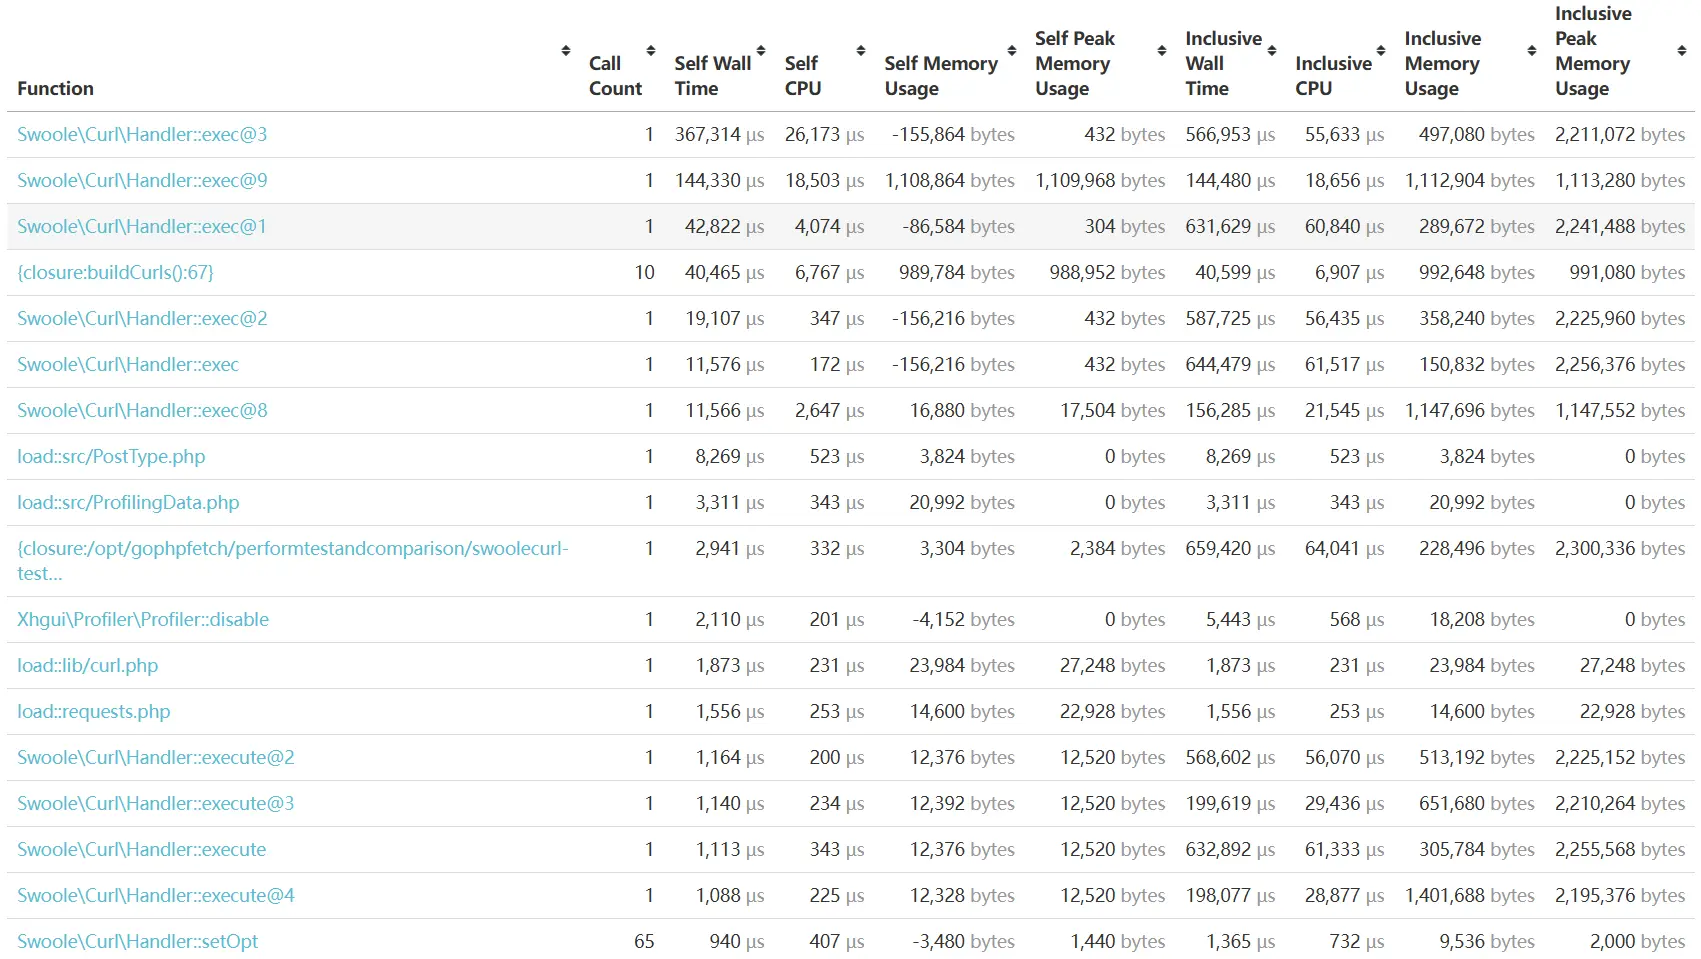 Function Call Count Self Wall Time Self CPU Self Memory Usage Self Peak Memory Usage Inclusive Wall Time Inclusive CPU Inclusive Memory Usage Inclusive Peak Memory Usage
Swoole\Curl\Handler::exec@3 1 367,314 µs 26,173 µs -155,864 bytes 432 bytes 566,953 µs 55,633 µs 497,080 bytes 2,211,072 bytes
Swoole\Curl\Handler::exec@9 1 144,330 µs 18,503 µs 1,108,864 bytes 1,109,968 bytes 144,480 µs 18,656 µs 1,112,904 bytes 1,113,280 bytes
Swoole\Curl\Handler::exec@1 1 42,822 µs 4,074 µs -86,584 bytes 304 bytes 631,629 µs 60,840 µs 289,672 bytes 2,241,488 bytes
{closure:buildCurls():67} 10 40,465 µs 6,767 µs 989,784 bytes 988,952 bytes 40,599 µs 6,907 µs 992,648 bytes 991,080 bytes
Swoole\Curl\Handler::exec@2 1 19,107 µs 347 µs -156,216 bytes 432 bytes 587,725 µs 56,435 µs 358,240 bytes 2,225,960 bytes
Swoole\Curl\Handler::exec 1 11,576 µs 172 µs -156,216 bytes 432 bytes 644,479 µs 61,517 µs 150,832 bytes 2,256,376 bytes
Swoole\Curl\Handler::exec@8 1 11,566 µs 2,647 µs 16,880 bytes 17,504 bytes 156,285 µs 21,545 µs 1,147,696 bytes 1,147,552 bytes
load::src/PostType.php 1 8,269 µs 523 µs 3,824 bytes 0 bytes 8,269 µs 523 µs 3,824 bytes 0 bytes
load::src/ProfilingData.php 1 3,311 µs 343 µs 20,992 bytes 0 bytes 3,311 µs 343 µs 20,992 bytes 0 bytes
{closure:/opt/gophpfetch/performtestandcomparison/swoolecurl- 1 2,941 µs 332 µs 3,304 bytes 2,384 bytes 659,420 µs 64,041 µs 228,496 bytes 2,300,336 bytes
test...
Xhgui\Profiler\Profiler::disable 1 2,110 µs 201 µs -4,152 bytes 0 bytes 5,443 µs 568 µs 18,208 bytes 0 bytes
load::lib/curl.php 1 1,873 µs 231 µs 23,984 bytes 27,248 bytes 1,873 µs 231 µs 23,984 bytes 27,248 bytes
load::requests.php 1 1,556 µs 253 µs 14,600 bytes 22,928 bytes 1,556 µs 253 µs 14,600 bytes 22,928 bytes
Swoole\Curl\Handler::execute@2 1 1,164 µs 200 µs 12,376 bytes 12,520 bytes 568,602 µs 56,070 µs 513,192 bytes 2,225,152 bytes
Swoole\Curl\Handler::execute@3 1 1,140 µs 234 µs 12,392 bytes 12,520 bytes 199,619 µs 29,436 µs 651,680 bytes 2,210,264 bytes
Swoole\Curl\Handler::execute 1 1,113 µs 343 µs 12,376 bytes 12,520 bytes 632,892 µs 61,333 µs 305,784 bytes 2,255,568 bytes
Swoole\Curl\Handler::execute@4 1 1,088 µs 225 µs 12,328 bytes 12,520 bytes 198,077 µs 28,877 µs 1,401,688 bytes 2,195,376 bytes
Swoole\Curl\Handler::setOpt 65 940 µs 407 µs -3,480 bytes 1,440 bytes 1,365 µs 732 µs 9,536 bytes 2,000 bytes